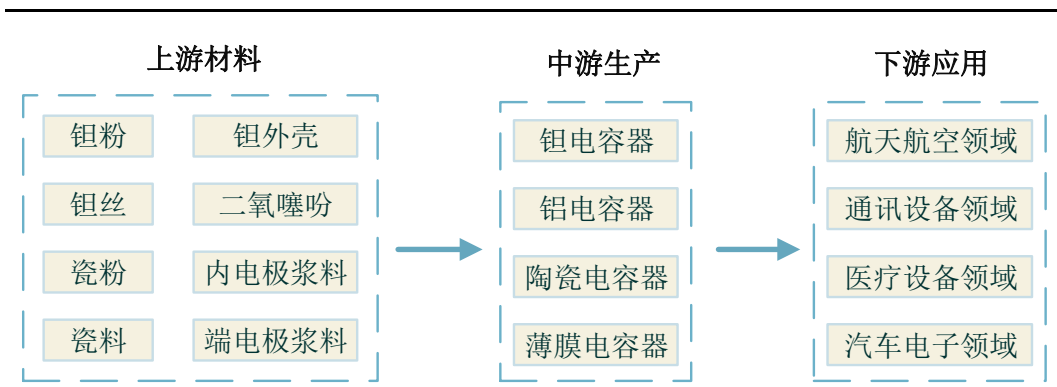 上游材料
中游生产
下游应用
钽粉
钽外壳
钽丝
二氧噻吩
瓷粉
内电极浆料
瓷料
端电极浆料
钽电容器
铝电容器
陶瓷电容器
薄膜电容器
航天航空领域
通讯设备领域
医疗设备领域
汽车电子领域